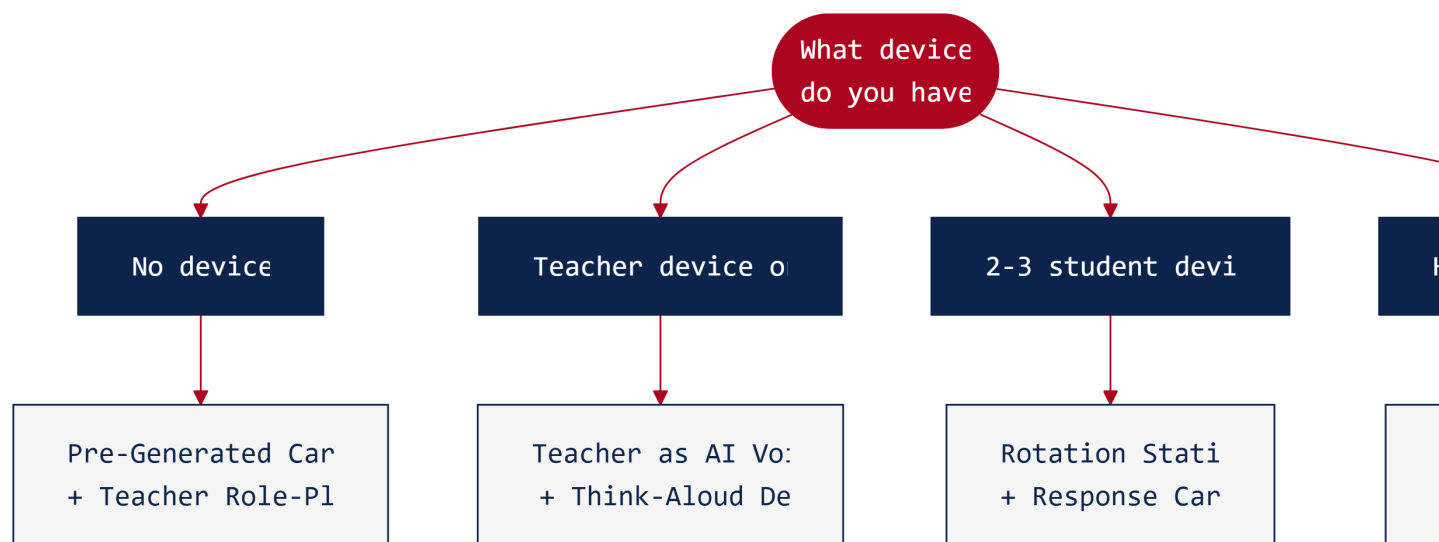 What device
do you have
No device
Teacher device
2-3 student devi
Pre-Generated Car
+ Teacher Role-Pl
Teacher as AI
+ Think-Aloud De
Rotation Stati
+ Response Car